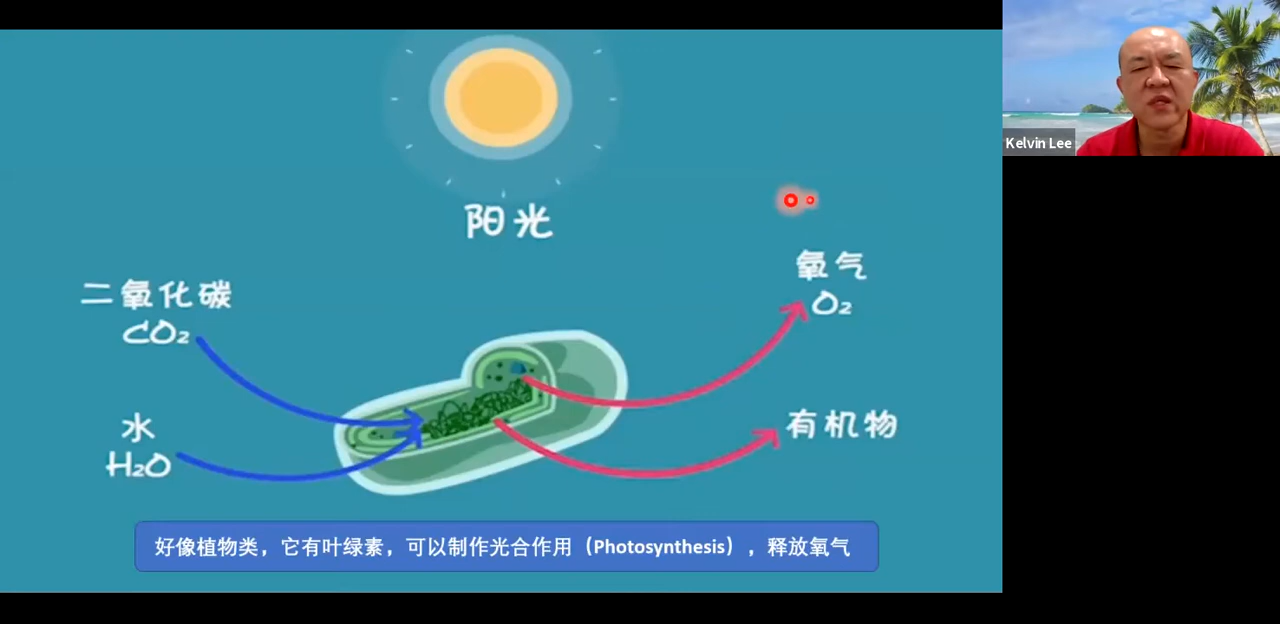 Kelvin Lee
阳光
二氧化碳
CO₂
氧气
O₂
水
H₂O
有机物
好像植物类，它有叶绿素，可以制作光合作用（Photosynthesis），释放氧气